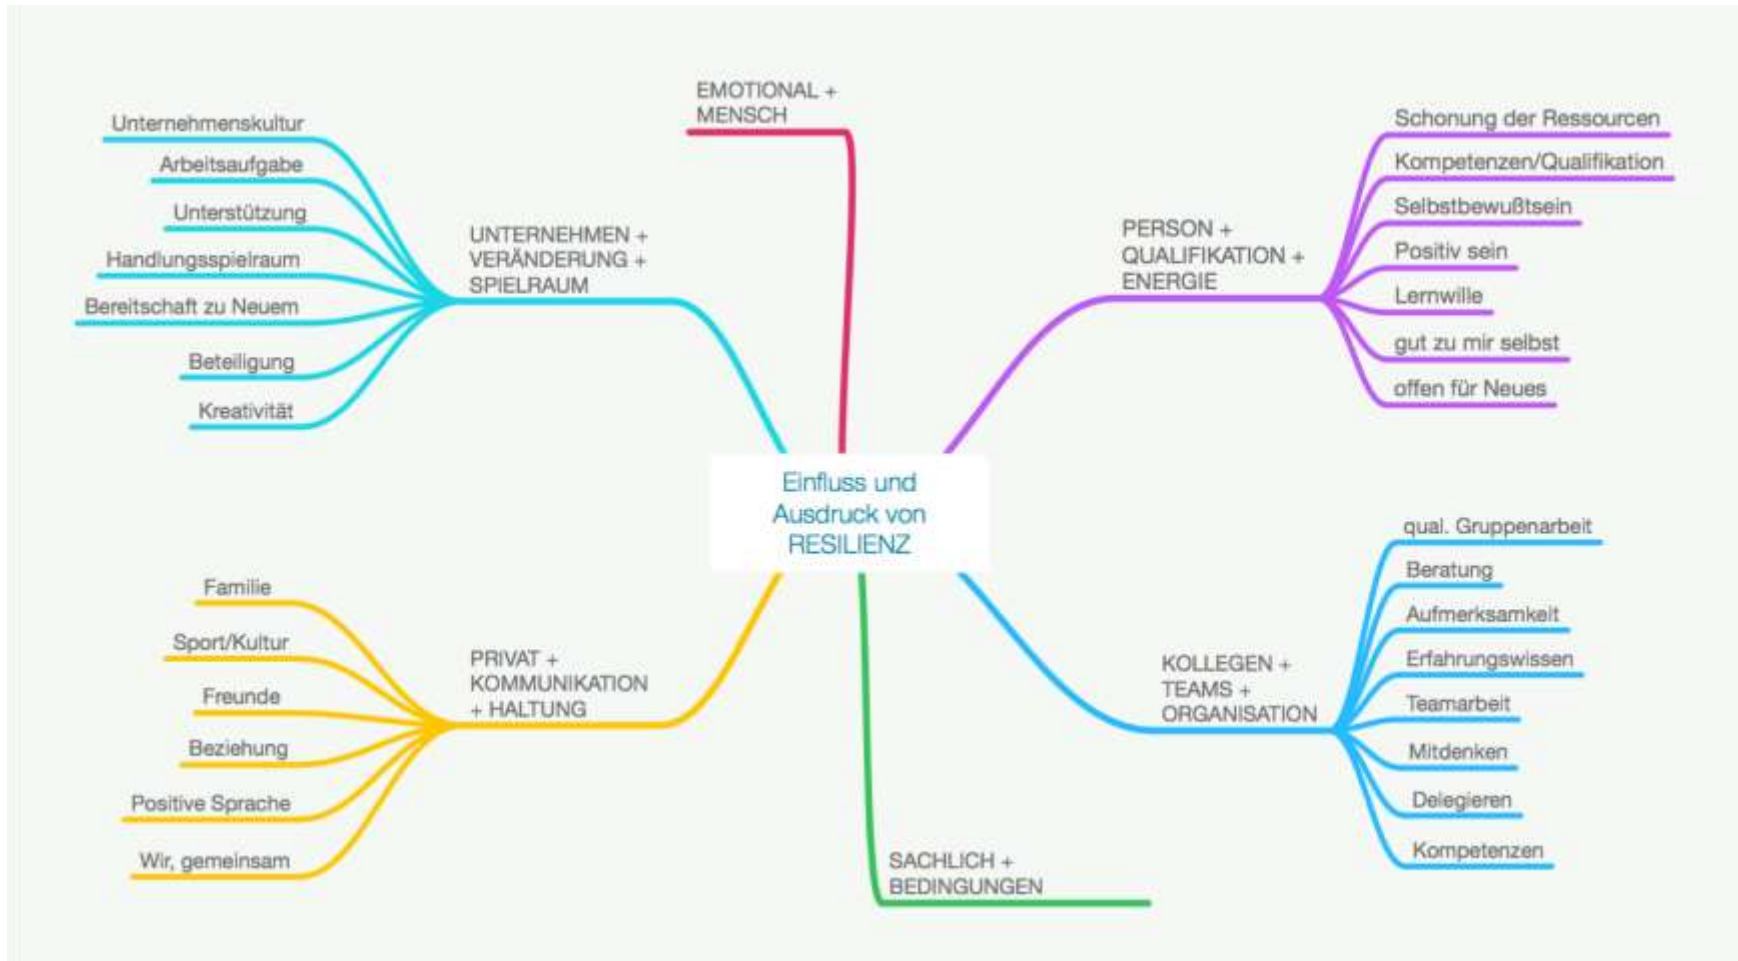 EMOTIONAL +
MENSCH
Unternehmenskultur
Arbeitsaufgabe
Unterstützung
Handlungsspielraum
Bereitschaft zu Neuem
Beteiligung
Kreativität
UNTERNEHMEN +
VERÄNDERUNG +
SPIELRAUM
PERSON +
QUALIFIKATION +
ENERGIE
Schonung der Ressourcen
Kompetenzen/Qualifikation
Selbstbewußtsein
Positiv sein
Lernwille
gut zu mir selbst
offen für Neues
Einfluss und
Ausdruck von
RESILIENZ
Familie
Sport/Kultur
Freunde
Beziehung
Positive Sprache
Wir, gemeinsam
PRIVAT +
KOMMUNIKATION
+ HALTUNG
KOLLEGEN +
TEAMS +
ORGANISATION
qual. Gruppenarbeit
Beratung
Aufmerksamkeit
Erfahrungswissen
Teamarbeit
Mitdenken
Delegieren
Kompetenzen
SACHLICH +
BEDINGUNGEN